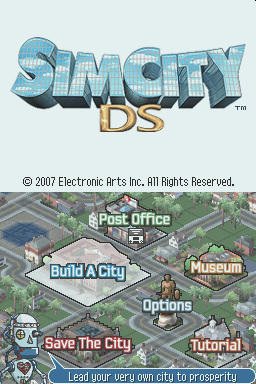 SIMCITY
™
DS
© 2007 Electronic Arts Inc. All Rights Reserved.
Post Office
Build A City
Museum
Options
Save The City
Tutorial
Lead your very own city to prosperity